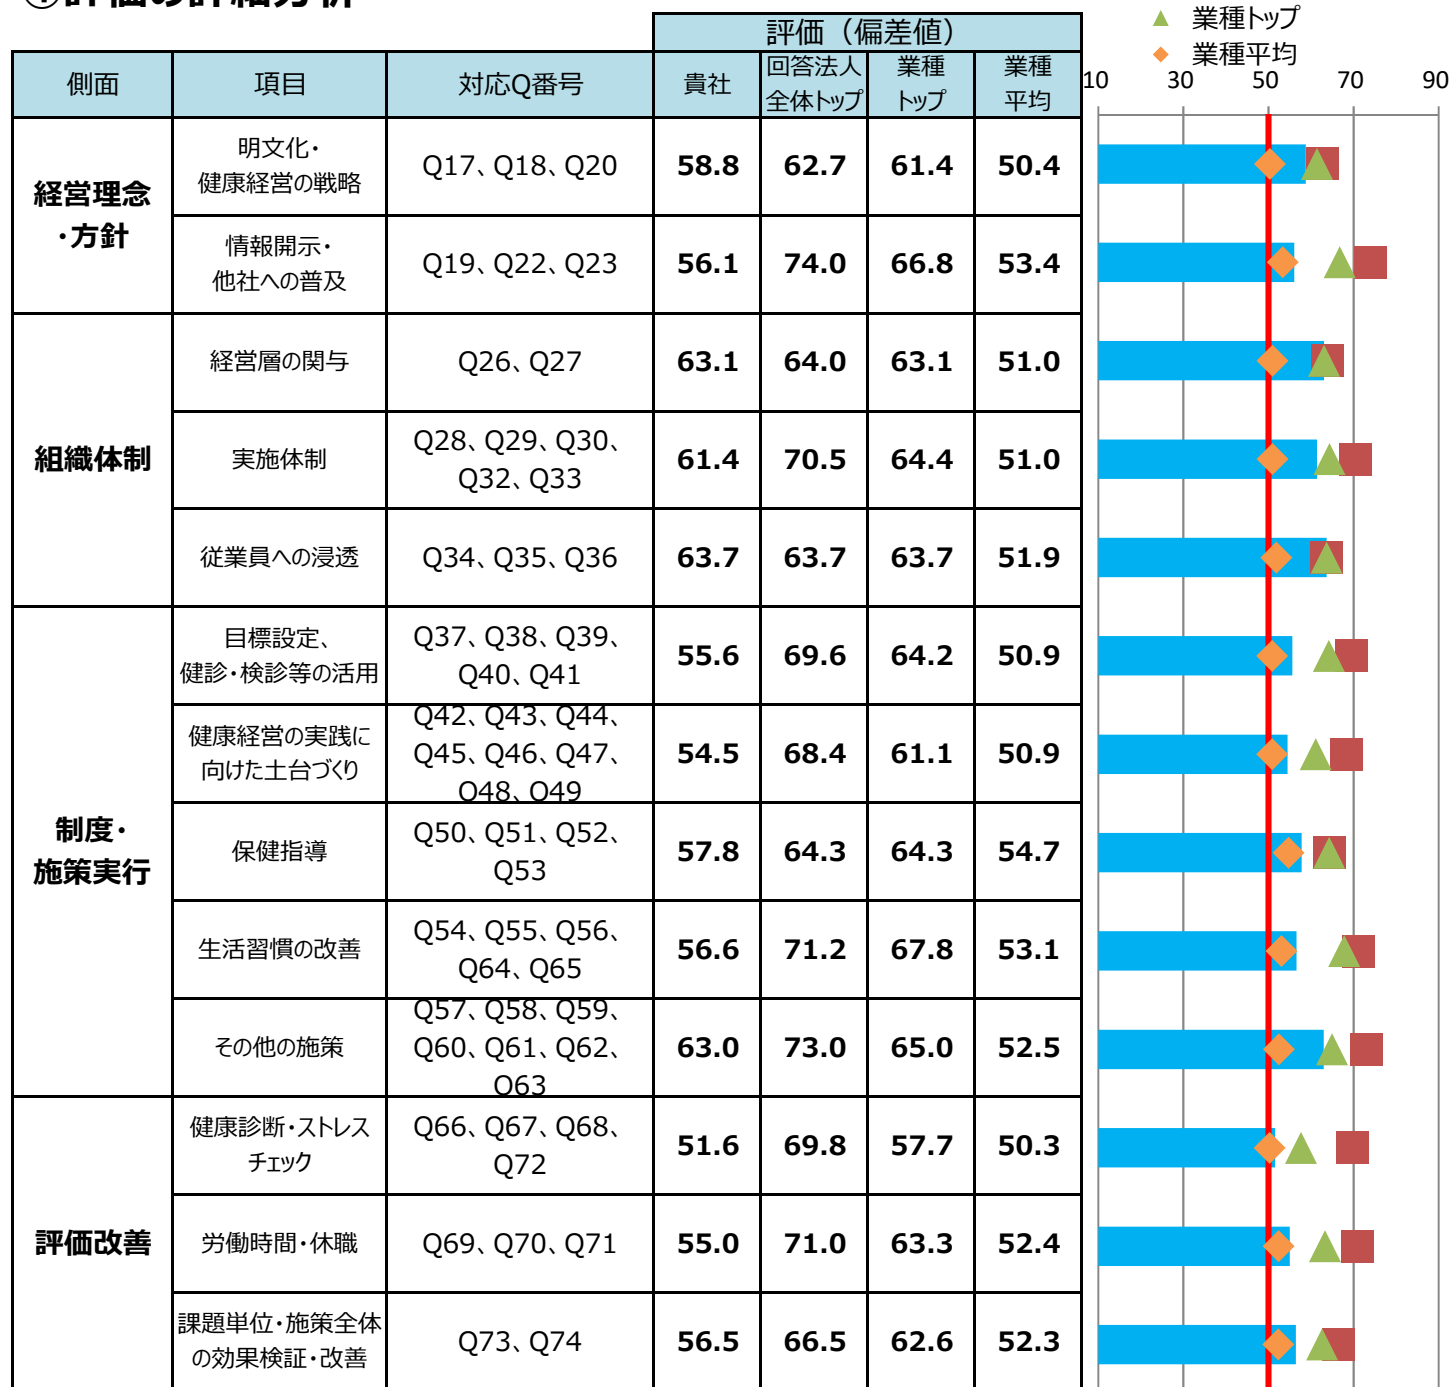 ①評価の詳細分析
業種トップ
業種平均
評価（偏差値）
側面 項目 対応Q番号 貴社 回答法人全体トップ 業種トップ 業種平均
10 30 50 70 90
経営理念・方針
明文化・健康経営の戦略 Q17、Q18、Q20 58.8 62.7 61.4 50.4
情報開示・他社への普及 Q19、Q22、Q23 56.1 74.0 66.8 53.4
組織体制
経営層の関与 Q26、Q27 63.1 64.0 63.1 51.0
実施体制 Q28、Q29、Q30、Q32、Q33 61.4 70.5 64.4 51.0
従業員への浸透 Q34、Q35、Q36 63.7 63.7 63.7 51.9
制度・施策実行
目標設定、健診・検診等の活用 Q37、Q38、Q39、Q40、Q41 55.6 69.6 64.2 50.9
健康経営の実践に向けた土台づくり Q42、Q43、Q44、Q45、Q46、Q47、Q48、Q49 54.5 68.4 61.1 50.9
保健指導 Q50、Q51、Q52、Q53 57.8 64.3 64.3 54.7
生活習慣の改善 Q54、Q55、Q56、Q64、Q65 56.6 71.2 67.8 53.1
その他の施策 Q57、Q58、Q59、Q60、Q61、Q62、Q63 63.0 73.0 65.0 52.5
評価改善
健康診断・ストレスチェック Q66、Q67、Q68、Q72 51.6 69.8 57.7 50.3
労働時間・休職 Q69、Q70、Q71 55.0 71.0 63.3 52.4
課題単位・施策全体の効果検証・改善 Q73、Q74 56.5 66.5 62.6 52.3